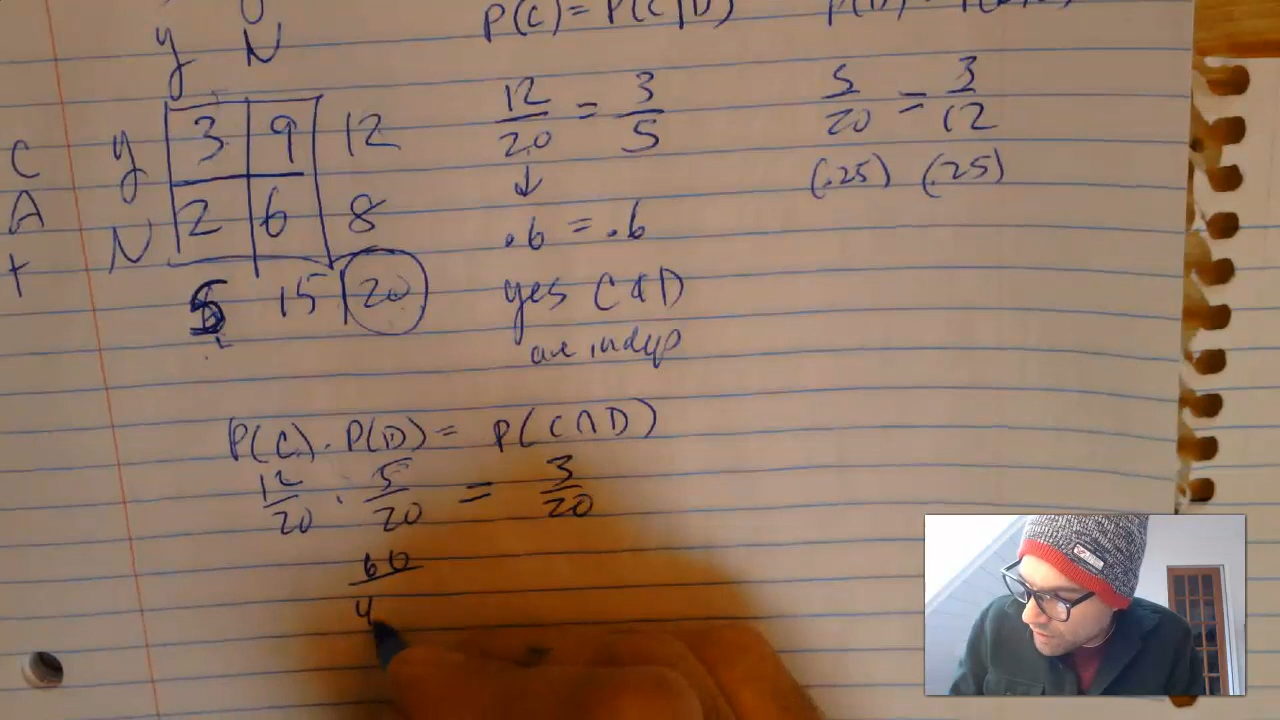 P(C) = P(C|D)
y N
C y 3 9 12
A N 2 6 8
t 5 15 20
12/20 = 3/5
.6 = .6
yes C & D
are indep
5/20 = 3/12
(.25) (.25)
P(C) · P(D) = P(C∩D)
12/20 · 5/20 = 3/20
60
4